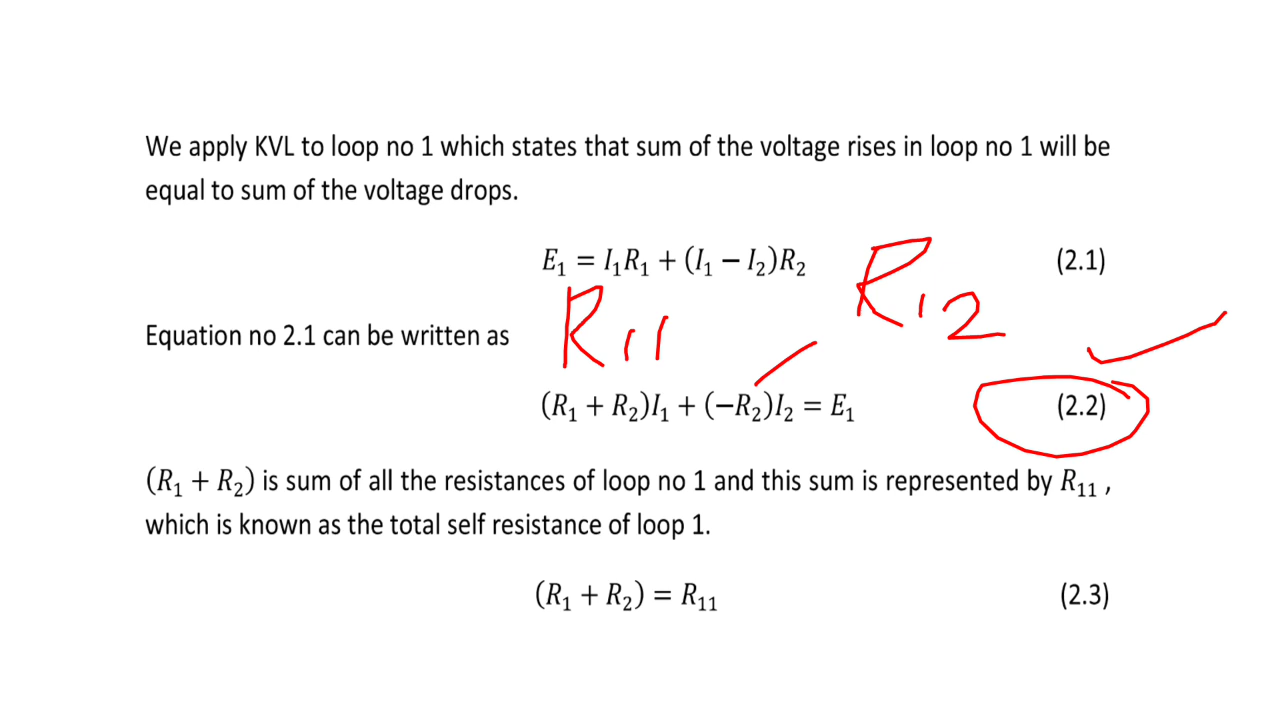 We apply KVL to loop no 1 which states that sum of the voltage rises in loop no 1 will be
equal to sum of the voltage drops.
E₁ = I₁R₁ + (I₁ − I₂)R₂ (2.1)
R₁₂
Equation no 2.1 can be written as
R₁₁
(R₁ + R₂)I₁ + (−R₂)I₂ = E₁ (2.2)
(R₁ + R₂) is sum of all the resistances of loop no 1 and this sum is represented by R₁₁ ,
which is known as the total self resistance of loop 1.
(R₁ + R₂) = R₁₁ (2.3)